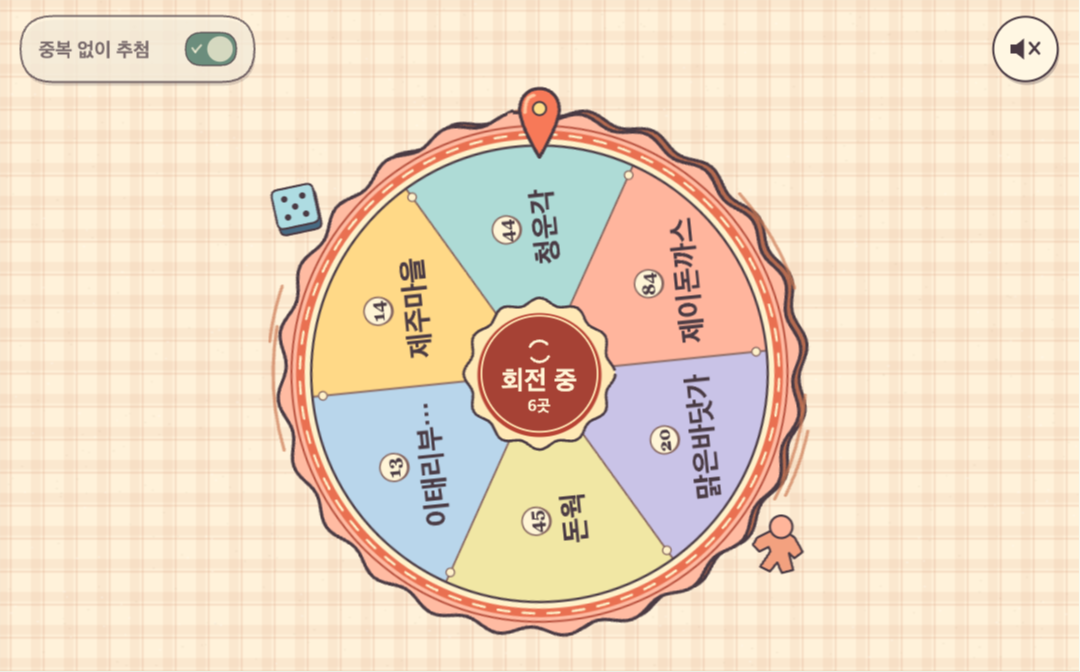 중복 없이 추첨
44
청운각
84
제이돈까스
14
제주마을
회전 중
6곳
20
맑은바닷가
13
이태리부…
45
돈웍